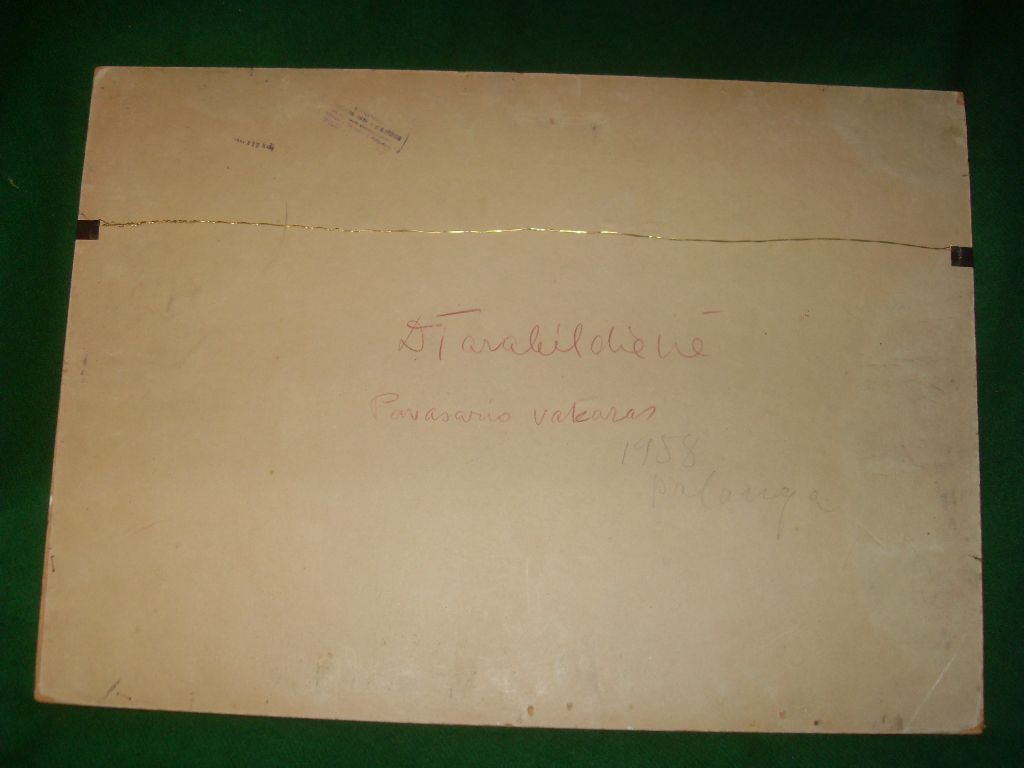 D Tarabildienė
Pavasario vakaras
1958
Palanga